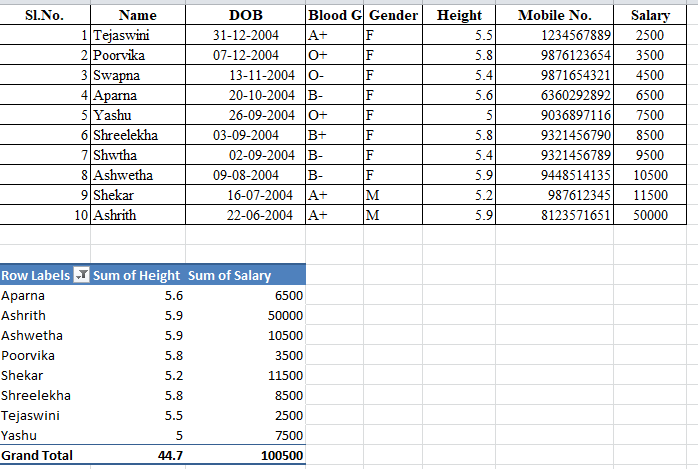 Sl.No. Name DOB Blood G Gender Height Mobile No. Salary
1 Tejaswini 31-12-2004 A+ F 5.5 1234567889 2500
2 Poorvika 07-12-2004 O+ F 5.8 9876123654 3500
3 Swapna 13-11-2004 O- F 5.4 9871654321 4500
4 Aparna 20-10-2004 B- F 5.6 6360292892 6500
5 Yashu 26-09-2004 O+ F 5 9036897116 7500
6 Shreelekha 03-09-2004 B+ F 5.8 9321456790 8500
7 Shwtha 02-09-2004 B- F 5.4 9321456789 9500
8 Ashwetha 09-08-2004 B- F 5.9 9448514135 10500
9 Shekar 16-07-2004 A+ M 5.2 987612345 11500
10 Ashrith 22-06-2004 A+ M 5.9 8123571651 50000
Row Labels Sum of Height Sum of Salary
Aparna 5.6 6500
Ashrith 5.9 50000
Ashwetha 5.9 10500
Poorvika 5.8 3500
Shekar 5.2 11500
Shreelekha 5.8 8500
Tejaswini 5.5 2500
Yashu 5 7500
Grand Total 44.7 100500